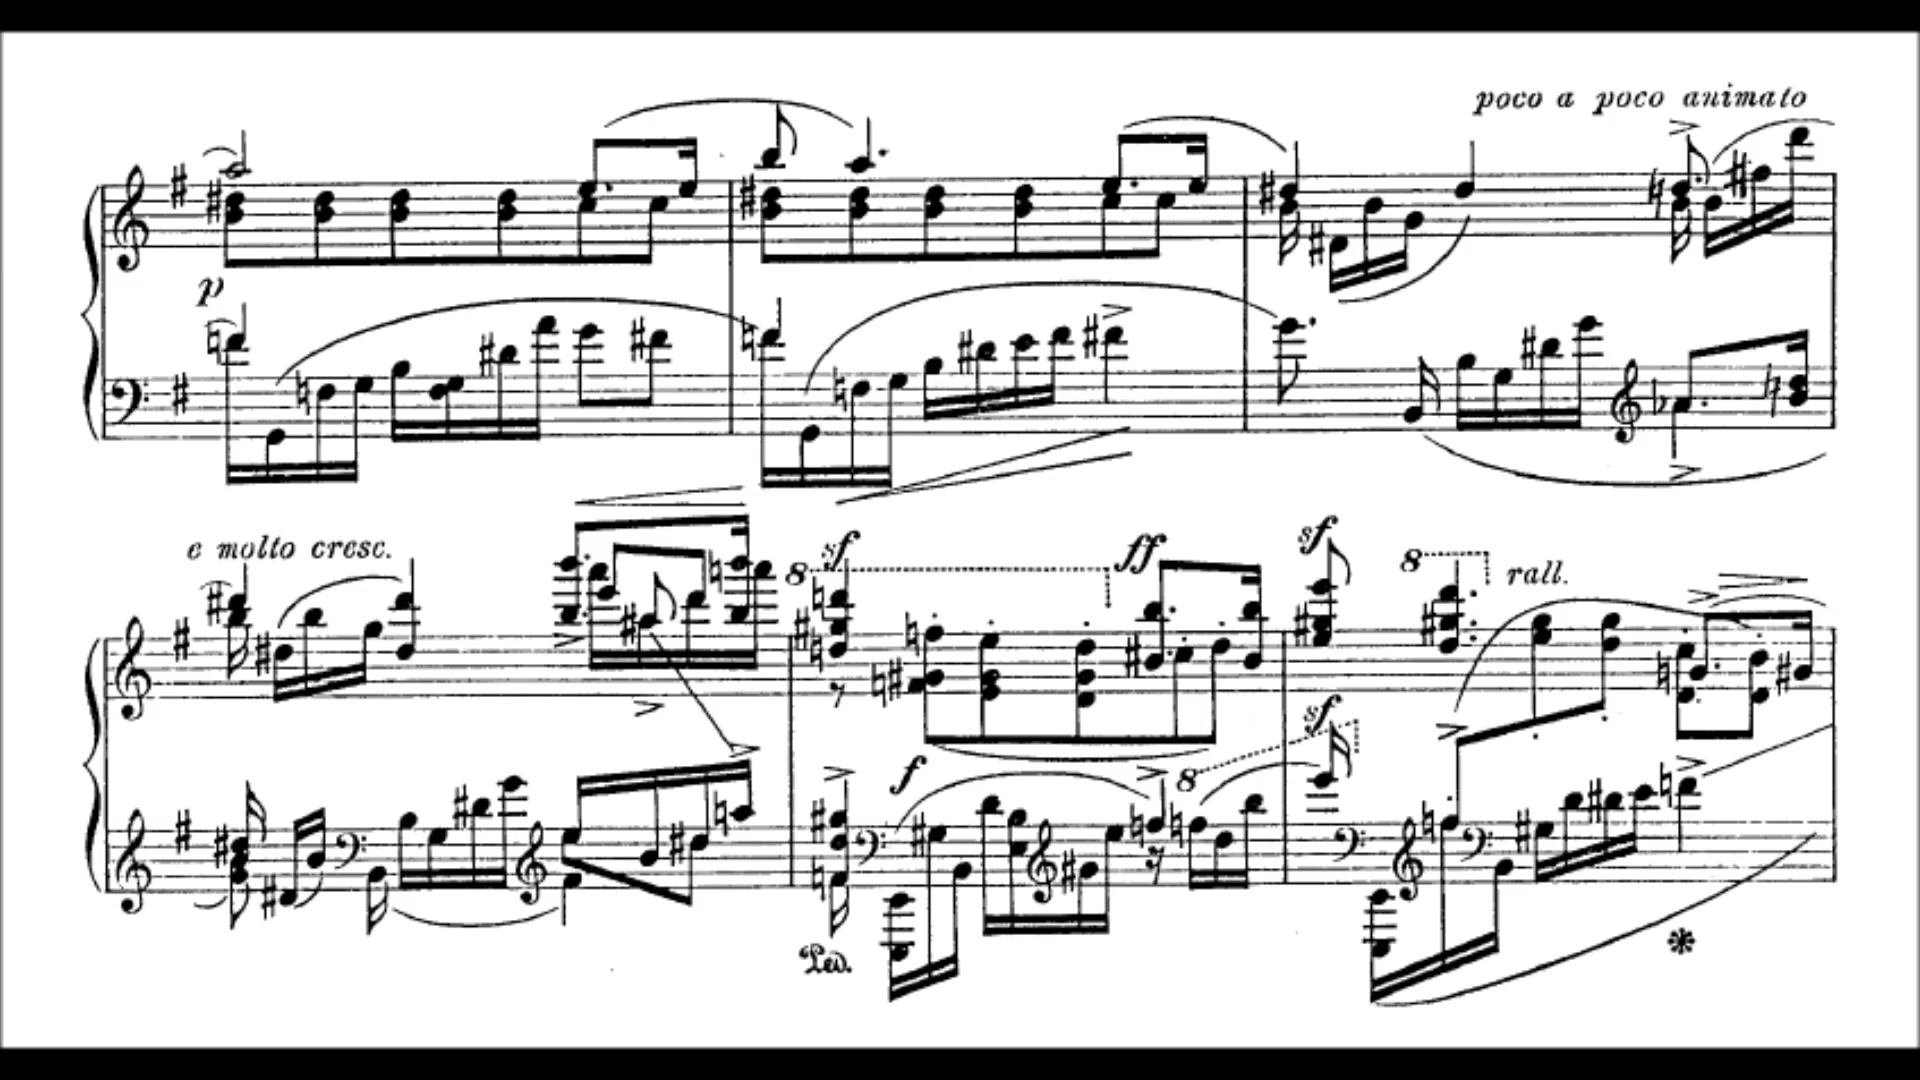 poco a poco animato
p
e molto cresc.
sf
ff
sf
8
8
rall.
sf
f
8
Ped.